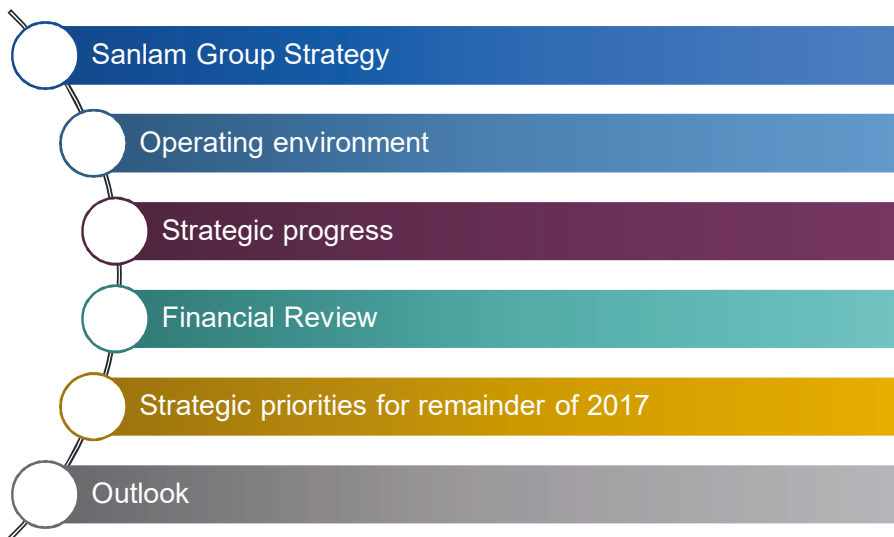 Sanlam Group Strategy
Operating environment
Strategic progress
Financial Review
Strategic priorities for remainder of 2017
Outlook